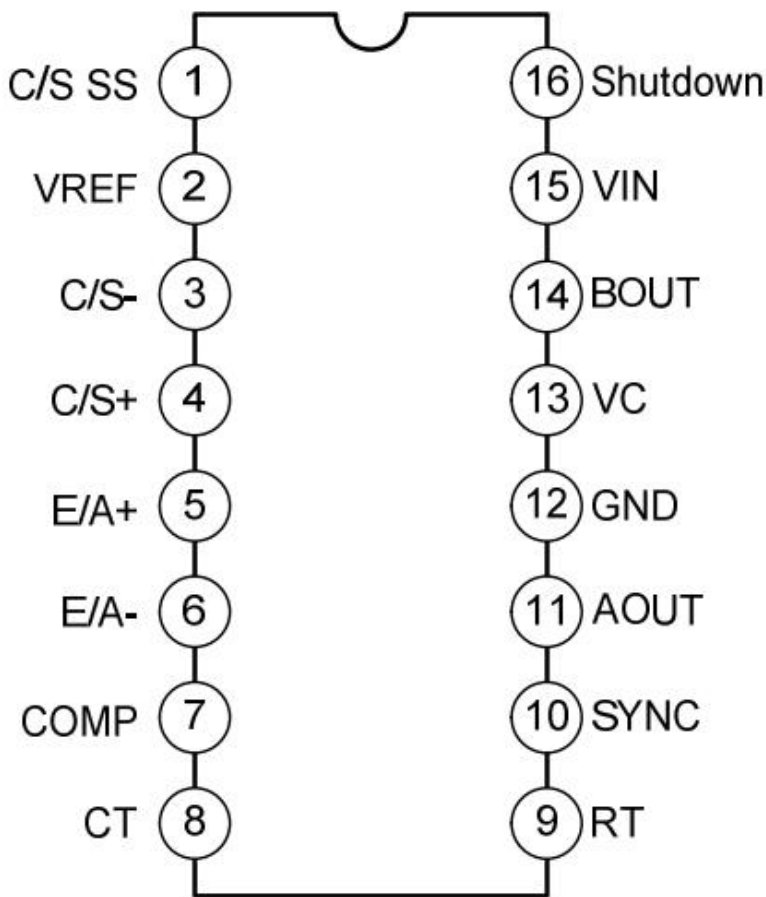 C/S SS 1 16 Shutdown
VREF 2 15 VIN
C/S- 3 14 BOUT
C/S+ 4 13 VC
E/A+ 5 12 GND
E/A- 6 11 AOUT
COMP 7 10 SYNC
CT 8 9 RT